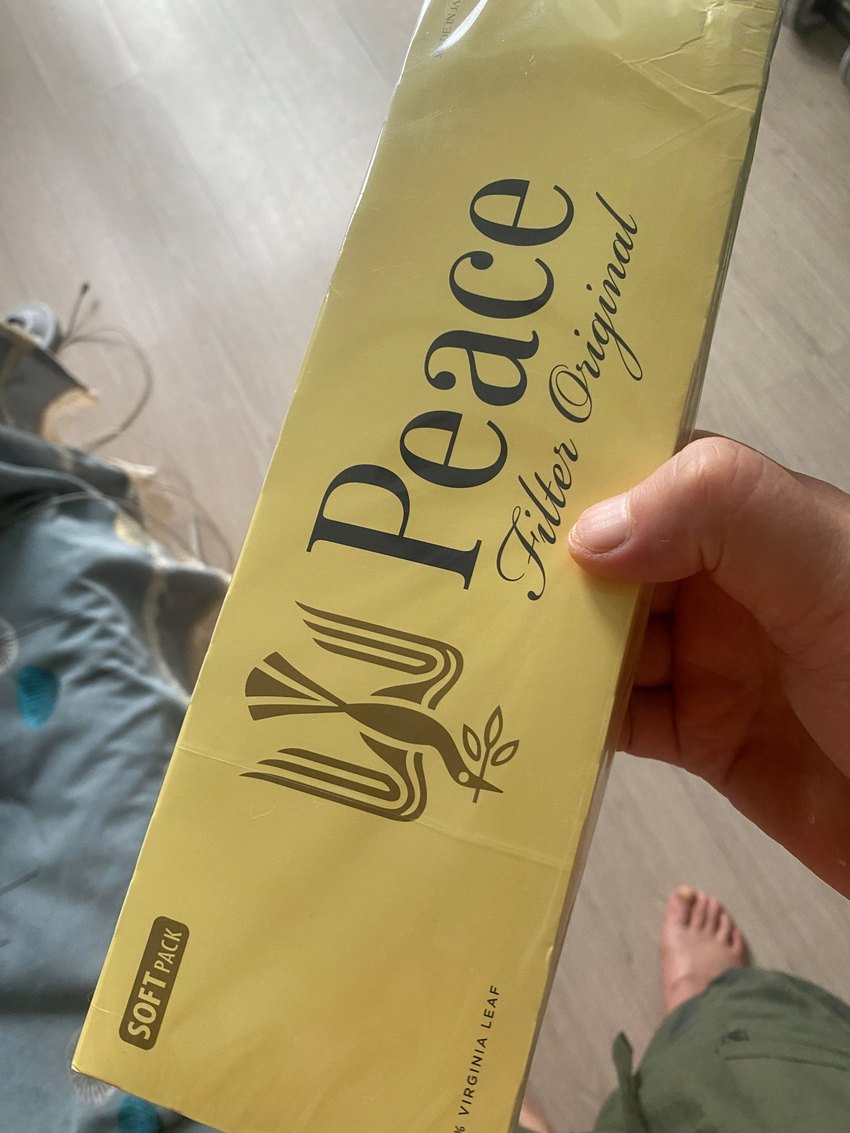 Peace
Filter Original
SOFT PACK
% VIRGINIA LEAF